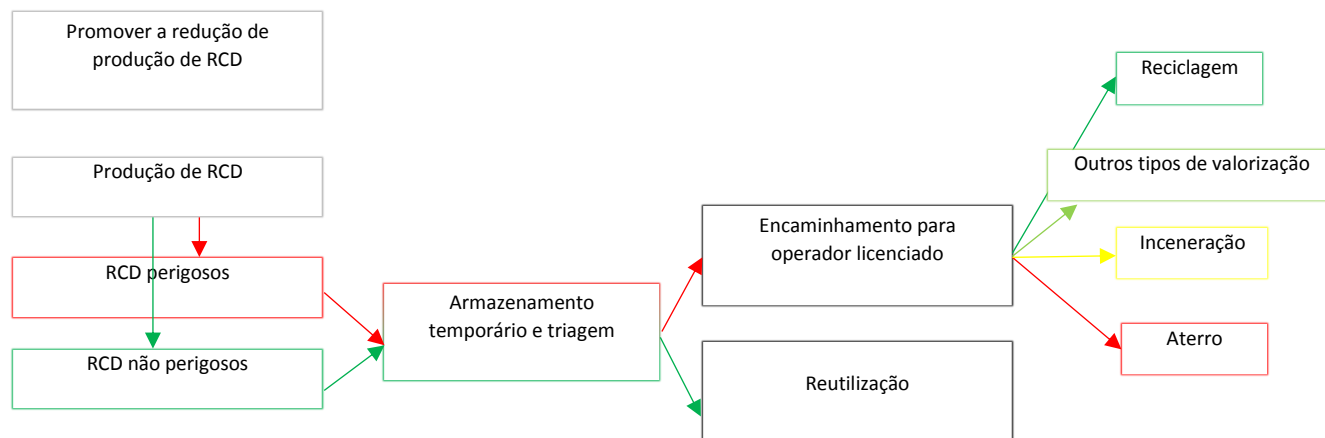 Promover a redução de
produção de RCD
Produção de RCD
RCD perigosos
RCD não perigosos
Armazenamento
temporário e triagem
Encaminhamento para
operador licenciado
Reutilização
Reciclagem
Outros tipos de valorização
Inceneração
Aterro